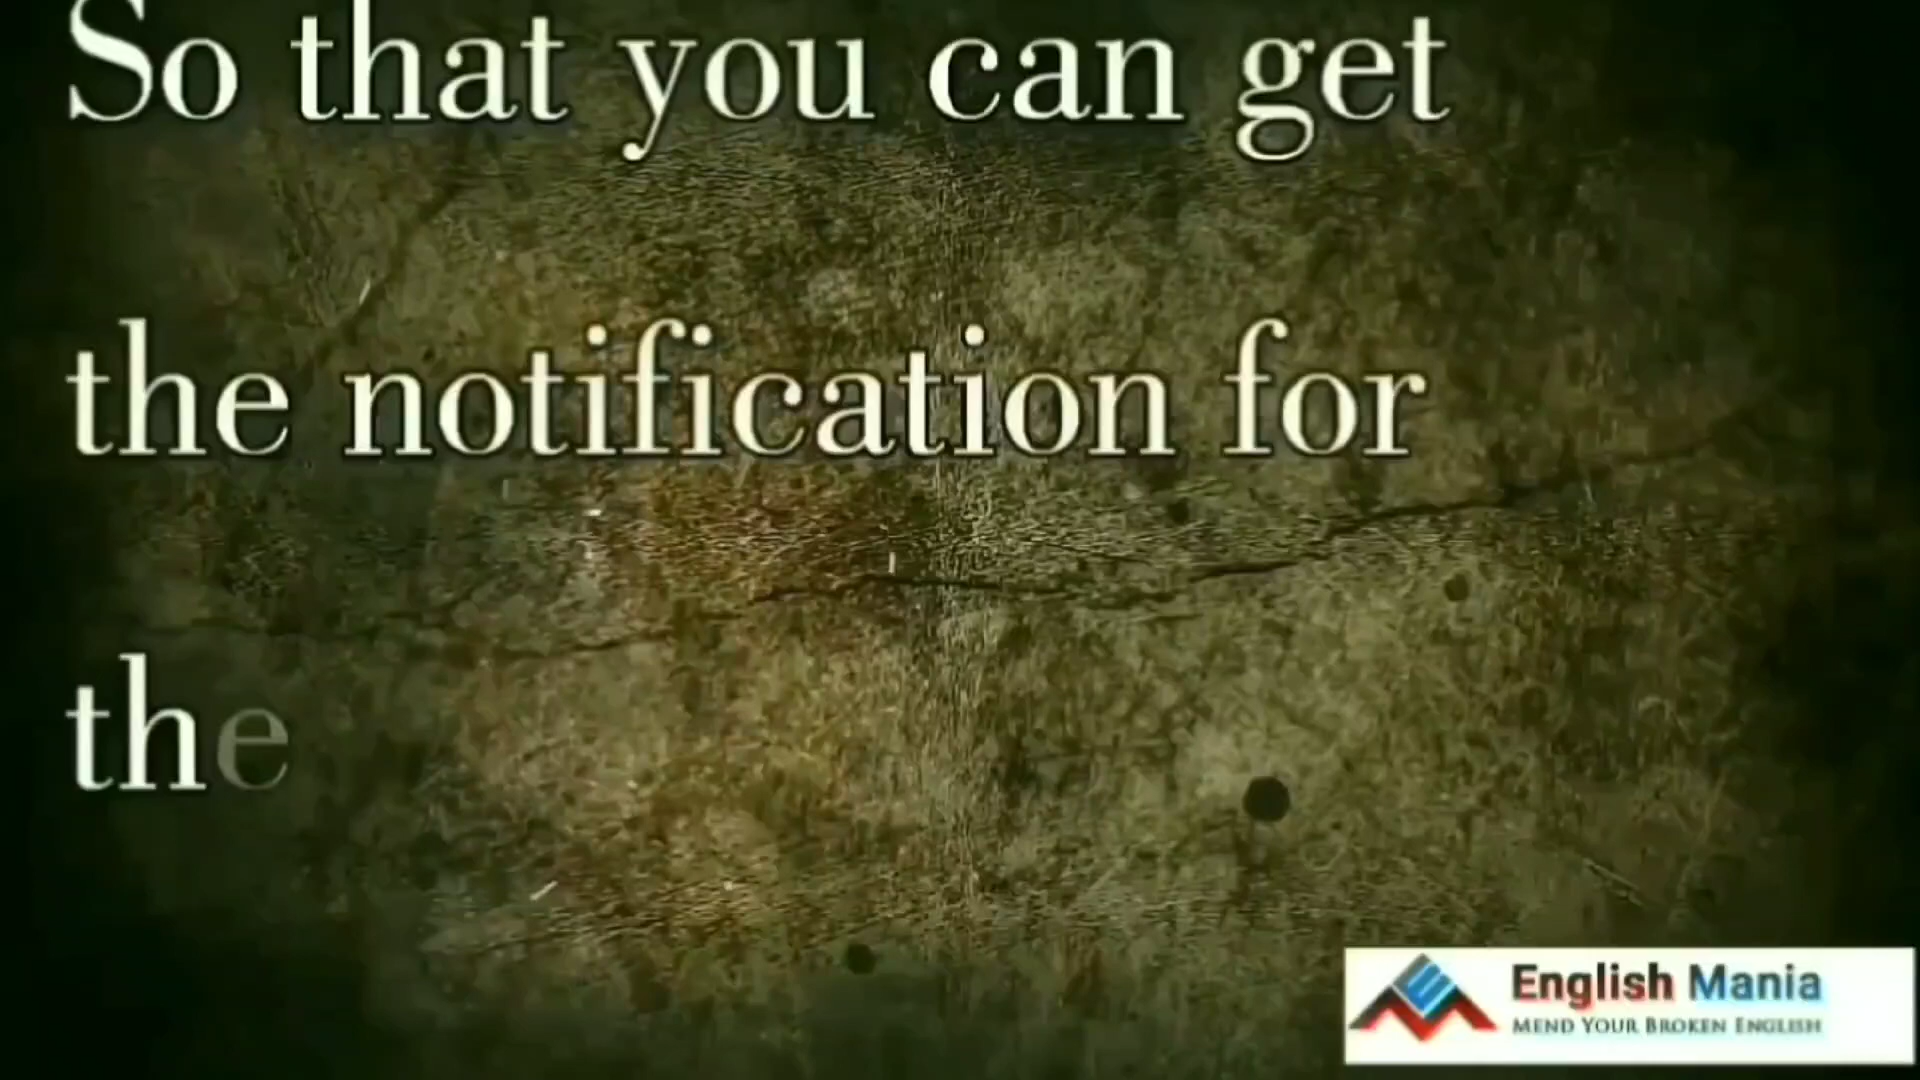 So that you can get
the notification for
the
English Mania
MEND YOUR BROKEN ENGLISH